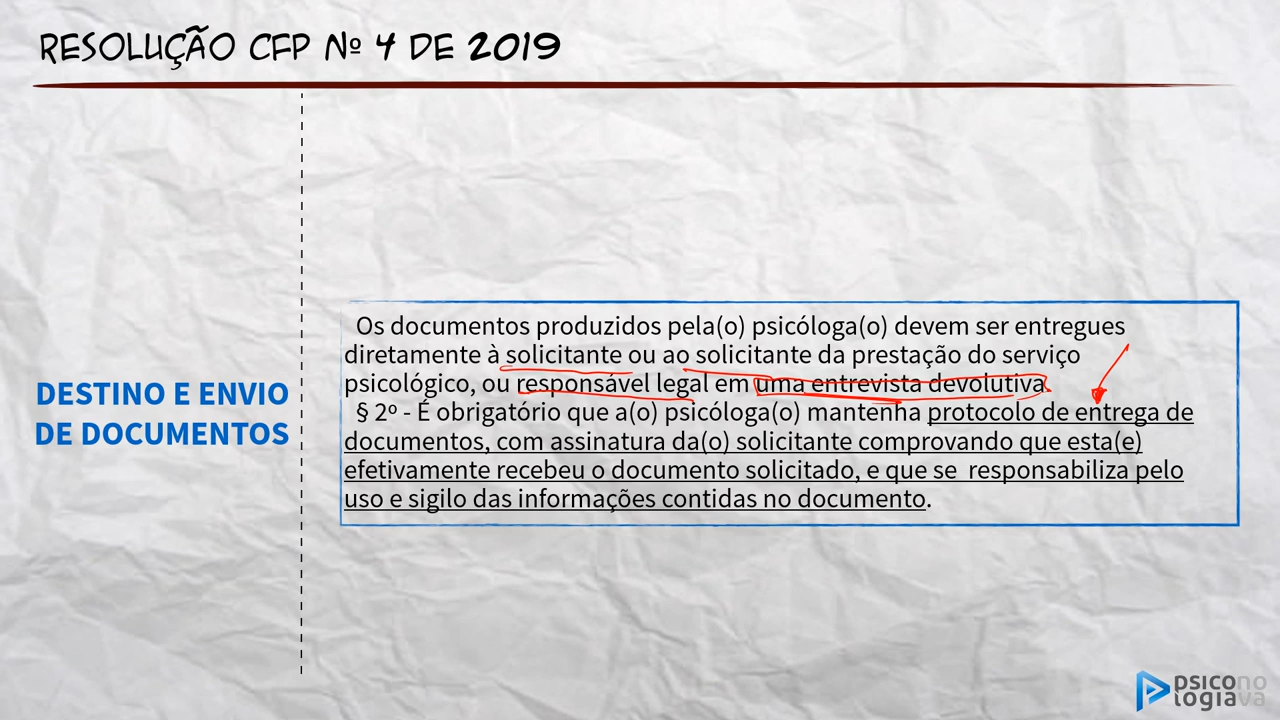 RESOLUÇÃO CFP Nº 4 DE 2019
DESTINO E ENVIO
DE DOCUMENTOS
Os documentos produzidos pela(o) psicóloga(o) devem ser entregues
diretamente à solicitante ou ao solicitante da prestação do serviço
psicológico, ou responsável legal em uma entrevista devolutiva.
§ 2º - É obrigatório que a(o) psicóloga(o) mantenha protocolo de entrega de
documentos, com assinatura da(o) solicitante comprovando que esta(e)
efetivamente recebeu o documento solicitado, e que se responsabiliza pelo
uso e sigilo das informações contidas no documento.
psicono
logiava